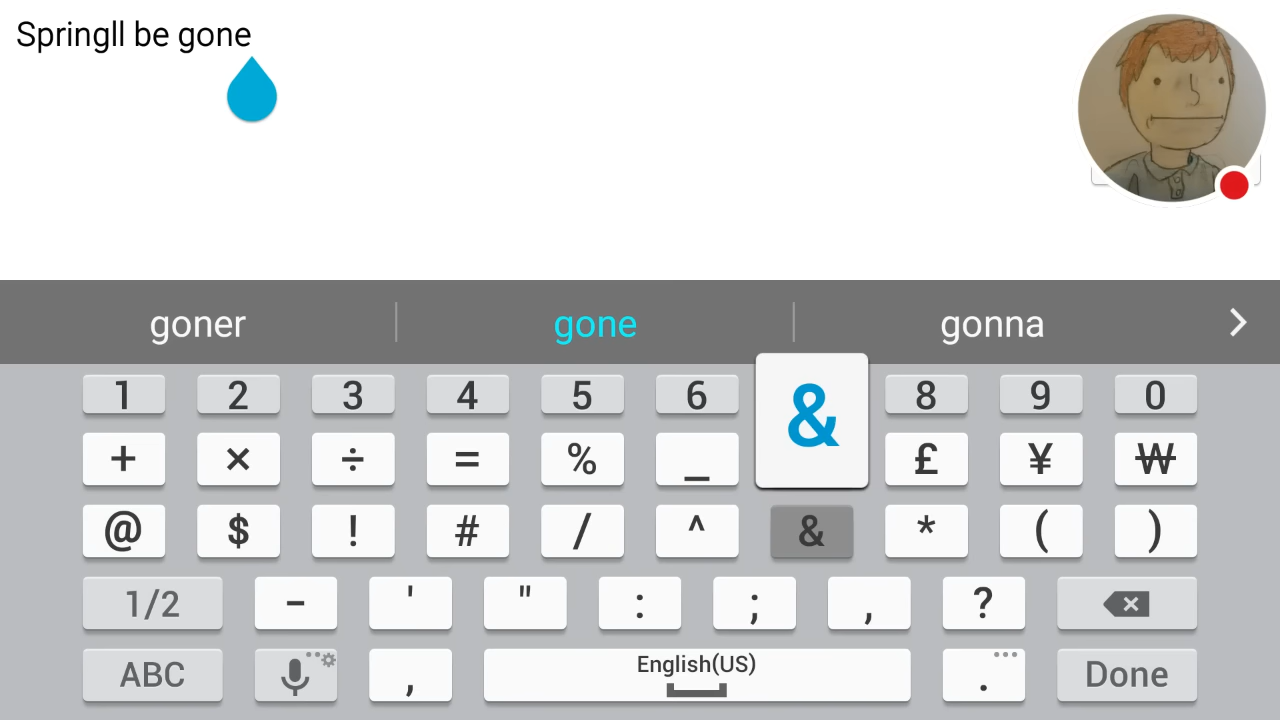 Springll be gone
goner gone gonna
1 2 3 4 5 6 & 8 9 0
+ × ÷ = % _ £ ¥ ₩
@ $ ! # / ^ & * ( )
1/2 - ' " : ; , ?
ABC , English(US) . Done